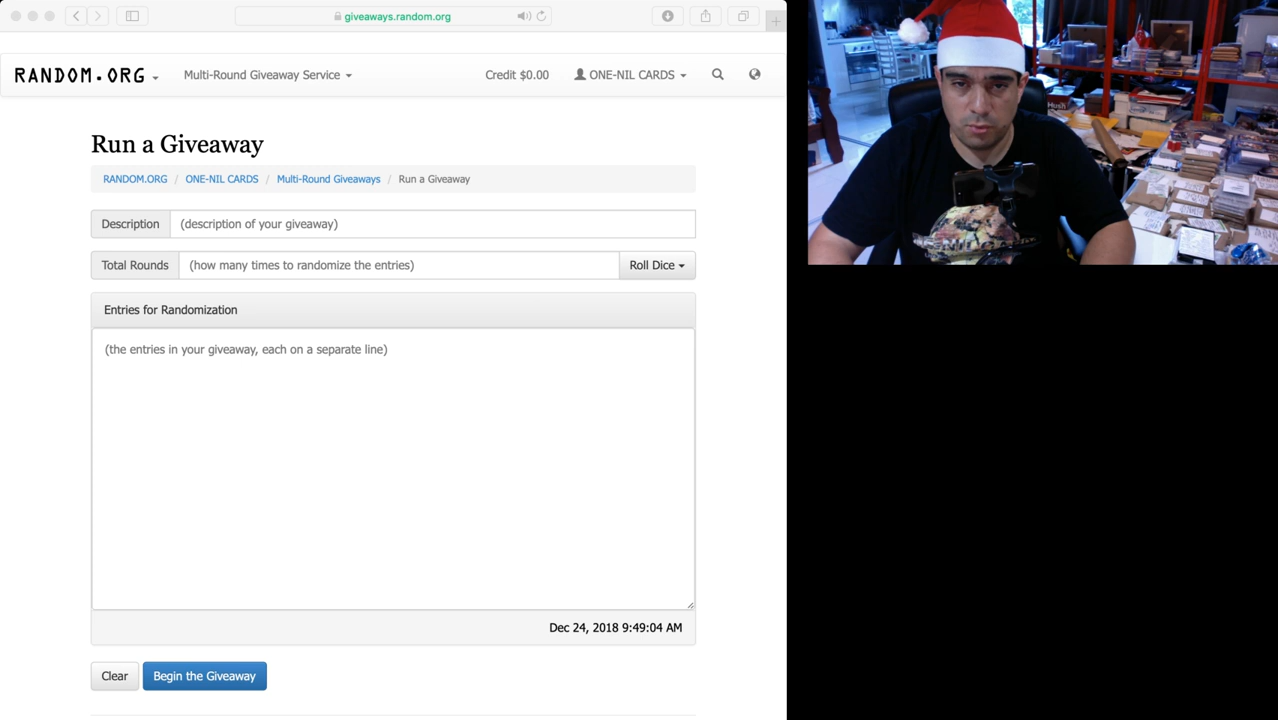 giveaways.random.org
RANDOM.ORG
Multi-Round Giveaway Service
Credit $0.00
ONE-NIL CARDS
Run a Giveaway
RANDOM.ORG / ONE-NIL CARDS / Multi-Round Giveaways / Run a Giveaway
Description (description of your giveaway)
Total Rounds (how many times to randomize the entries) Roll Dice
Entries for Randomization
(the entries in your giveaway, each on a separate line)
Dec 24, 2018 9:49:04 AM
Clear Begin the Giveaway